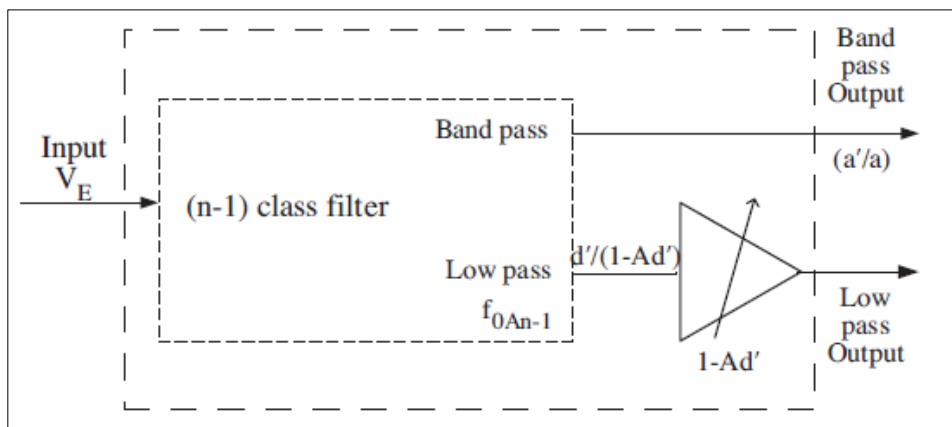 Band
pass
Output
Band pass
(a′/a)
Input
V_E
(n-1) class filter
d′/(1-Ad′)
Low pass
f_0An-1
1-Ad′
Low
pass
Output